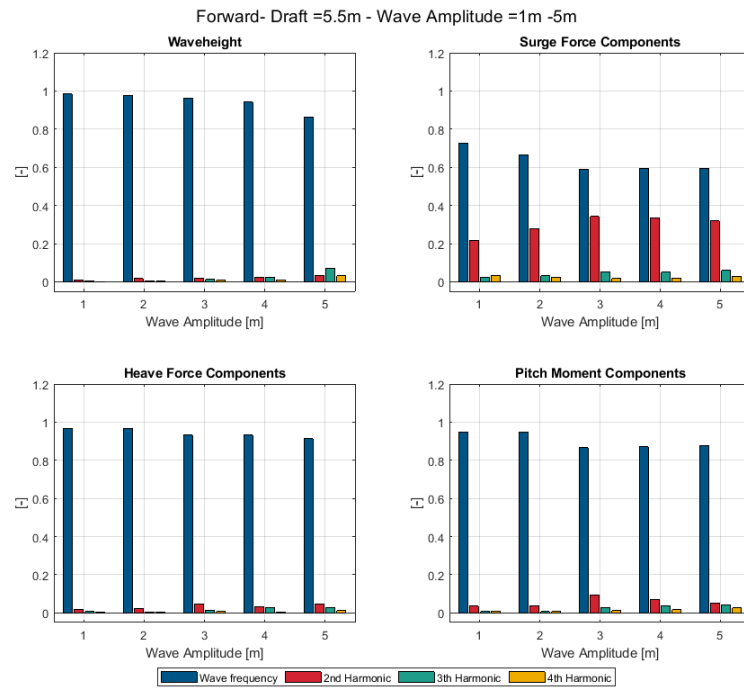 Forward- Draft =5.5m - Wave Amplitude =1m -5m
Waveheight
1.2
1
0.8
0.6
0.4
0.2
0
[-]
1 2 3 4 5
Wave Amplitude [m]
Surge Force Components
1.2
1
0.8
0.6
0.4
0.2
0
[-]
1 2 3 4 5
Wave Amplitude [m]
Heave Force Components
1.2
1
0.8
0.6
0.4
0.2
0
[-]
1 2 3 4 5
Wave Amplitude [m]
Pitch Moment Components
1.2
1
0.8
0.6
0.4
0.2
0
[-]
1 2 3 4 5
Wave Amplitude [m]
Wave frequency 2nd Harmonic 3th Harmonic 4th Harmonic